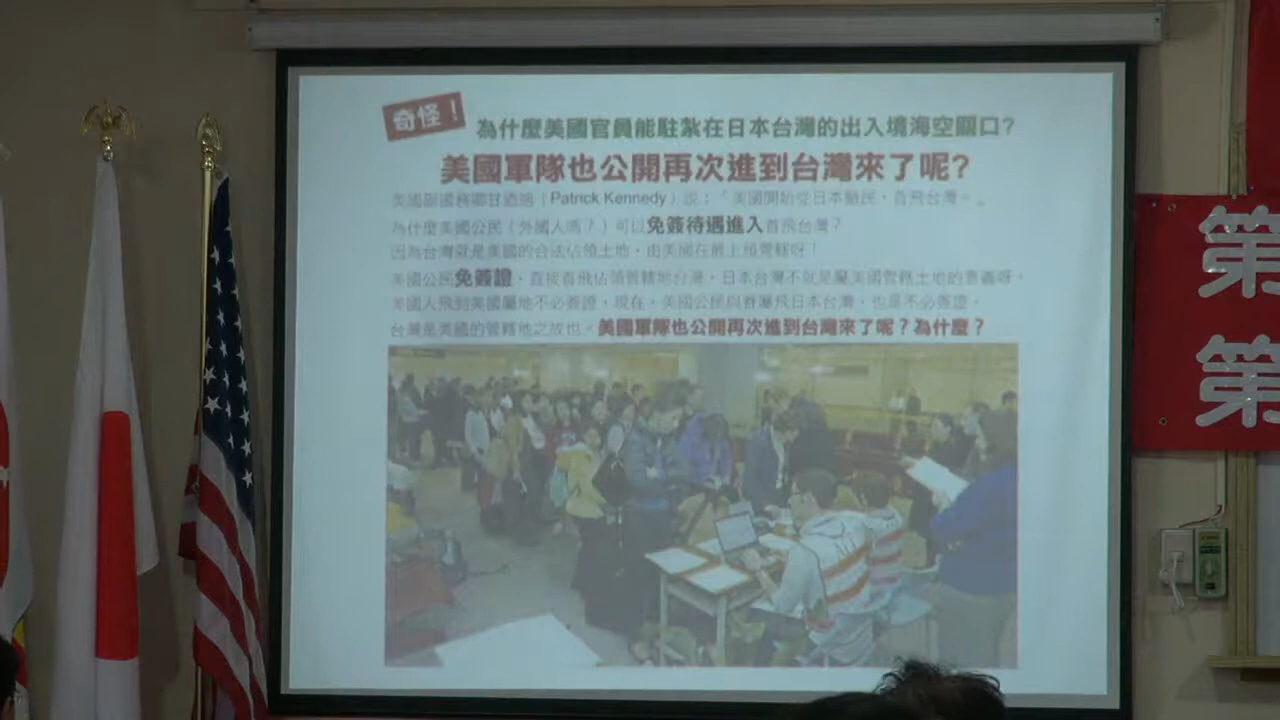 奇怪！
為什麼美國官員能駐紮在日本台灣的出入境海空關口？
美國軍隊也公開再次進到台灣來了呢？
美國副國務卿甘迺迪（Patrick Kennedy）說：「美國開始從日本撤民，首飛台灣」。
為什麼美國公民（外國人嗎？）可以免簽待遇進入首飛台灣？
因為台灣就是美國的合法佔領土地，由美國在最上頭管轄呀！
美國公民免簽證，直接首飛佔領管轄地台灣，日本台灣不就是屬美國管轄土地的意義呀。
美國人飛到美國屬地不必簽證，現在，美國公民與眷屬飛日本台灣，也是不必簽證。
台灣是美國的管轄地之故也。美國軍隊也公開再次進到台灣來了呢？為什麼？
第
第